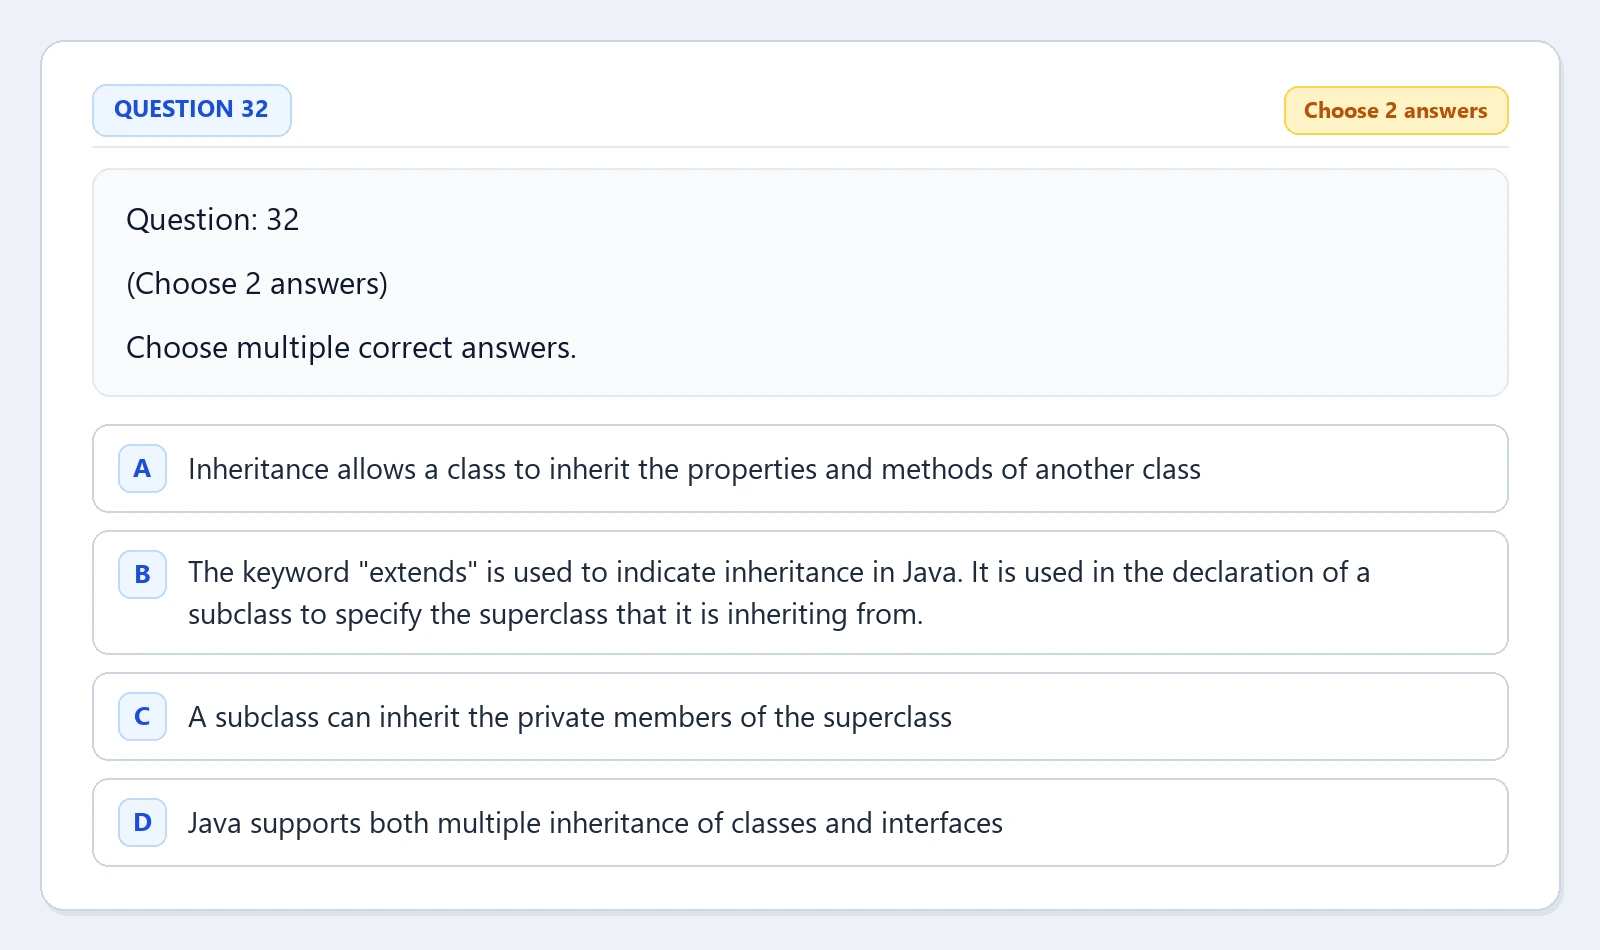 QUESTION 32
Choose 2 answers
Question: 32
(Choose 2 answers)
Choose multiple correct answers.
A Inheritance allows a class to inherit the properties and methods of another class
B The keyword "extends" is used to indicate inheritance in Java. It is used in the declaration of a
subclass to specify the superclass that it is inheriting from.
C A subclass can inherit the private members of the superclass
D Java supports both multiple inheritance of classes and interfaces